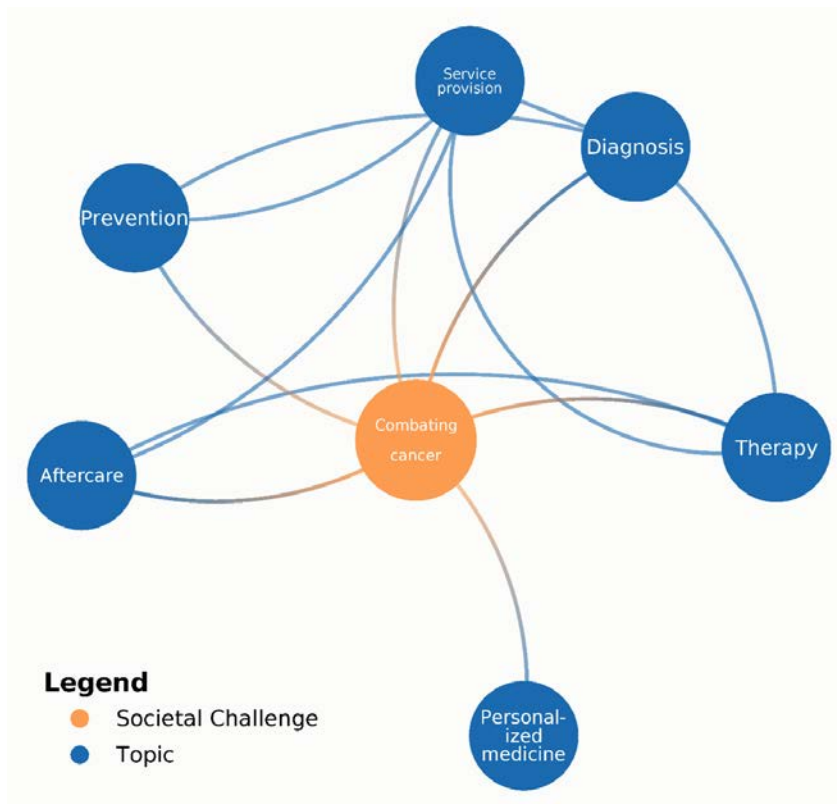 Service
provision
Diagnosis
Prevention
Combating
cancer
Therapy
Aftercare
Legend
Societal Challenge
Topic
Personal-
ized
medicine